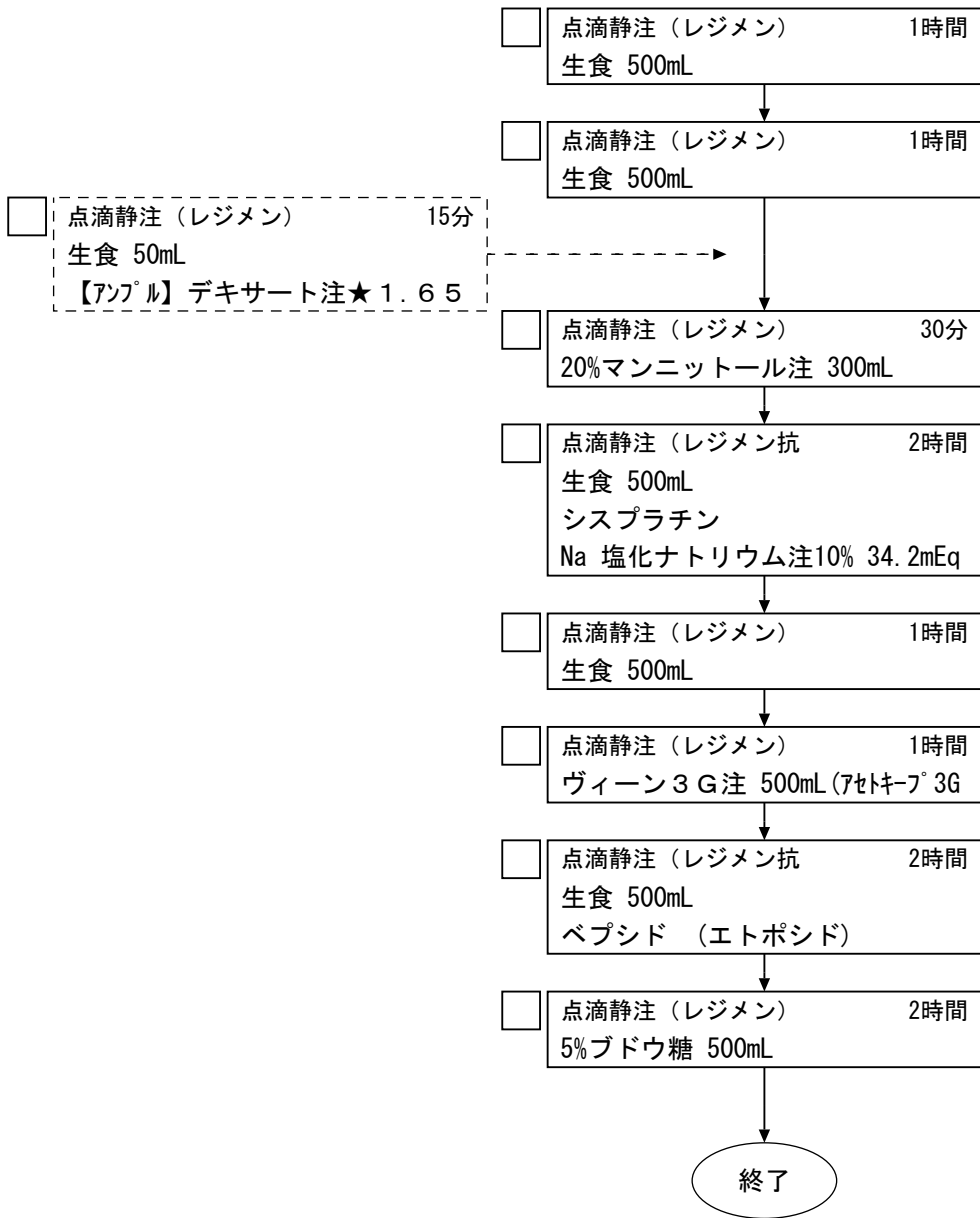 点滴静注（レジメン） 1時間
生食 500mL
点滴静注（レジメン） 1時間
生食 500mL
点滴静注（レジメン） 15分
生食 50mL
【ｱﾝﾌﾟﾙ】デキサート注★１.６５
点滴静注（レジメン） 30分
20%マンニットール注 300mL
点滴静注（レジメン抗 2時間
生食 500mL
シスプラチン
Na 塩化ナトリウム注10% 34.2mEq
点滴静注（レジメン） 1時間
生食 500mL
点滴静注（レジメン） 1時間
ヴィーン３Ｇ注 500mL(ｱｾﾄｷｰﾌﾟ3G
点滴静注（レジメン抗 2時間
生食 500mL
ベプシド （エトポシド）
点滴静注（レジメン） 2時間
5%ブドウ糖 500mL
終了